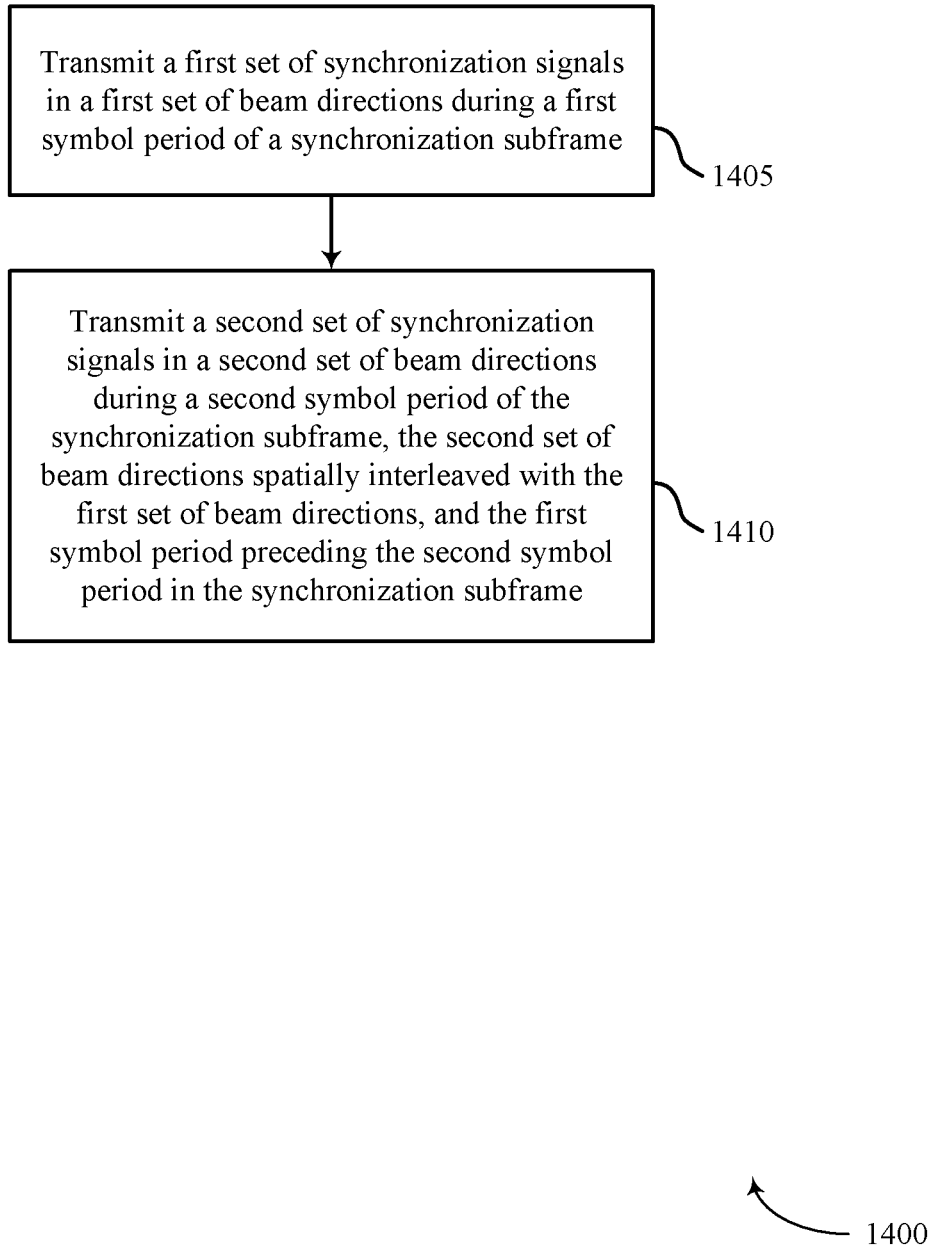 Transmit a first set of synchronization signals
in a first set of beam directions during a first
symbol period of a synchronization subframe
1405
Transmit a second set of synchronization
signals in a second set of beam directions
during a second symbol period of the
synchronization subframe, the second set of
beam directions spatially interleaved with the
first set of beam directions, and the first
symbol period preceding the second symbol
period in the synchronization subframe
1410
1400